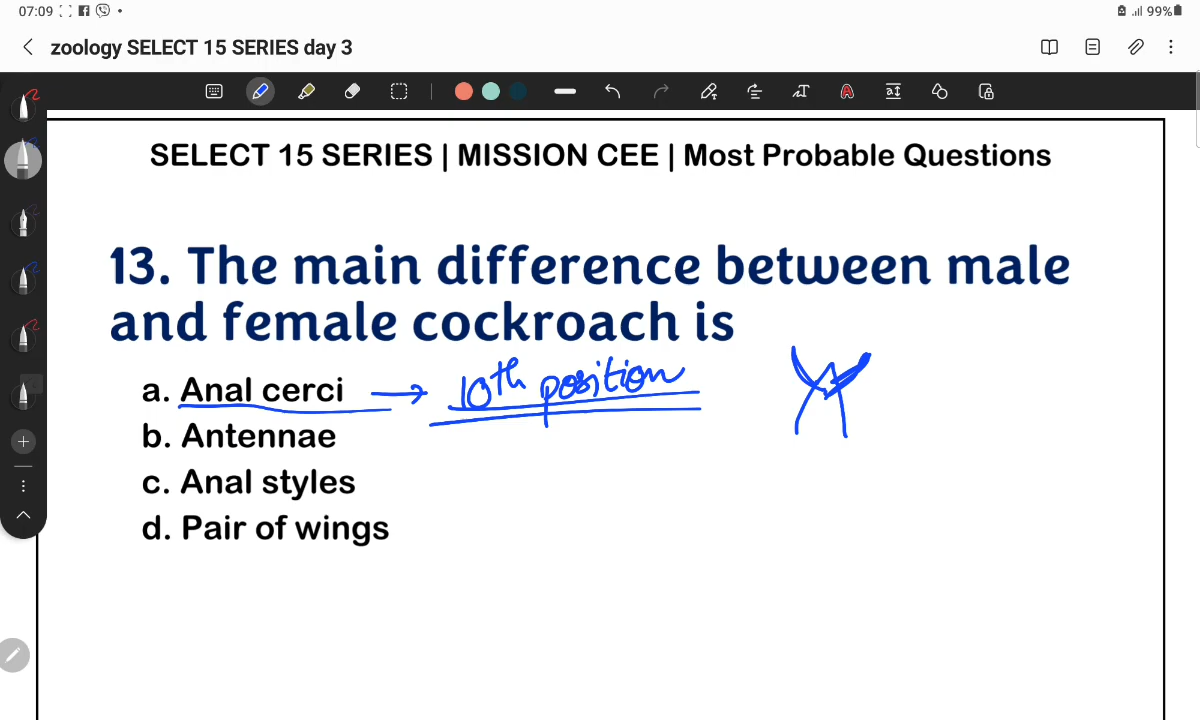 07:09
99%
zoology SELECT 15 SERIES day 3
SELECT 15 SERIES | MISSION CEE | Most Probable Questions
13. The main difference between male
and female cockroach is
a. Anal cerci → 10th position
b. Antennae
c. Anal styles
d. Pair of wings